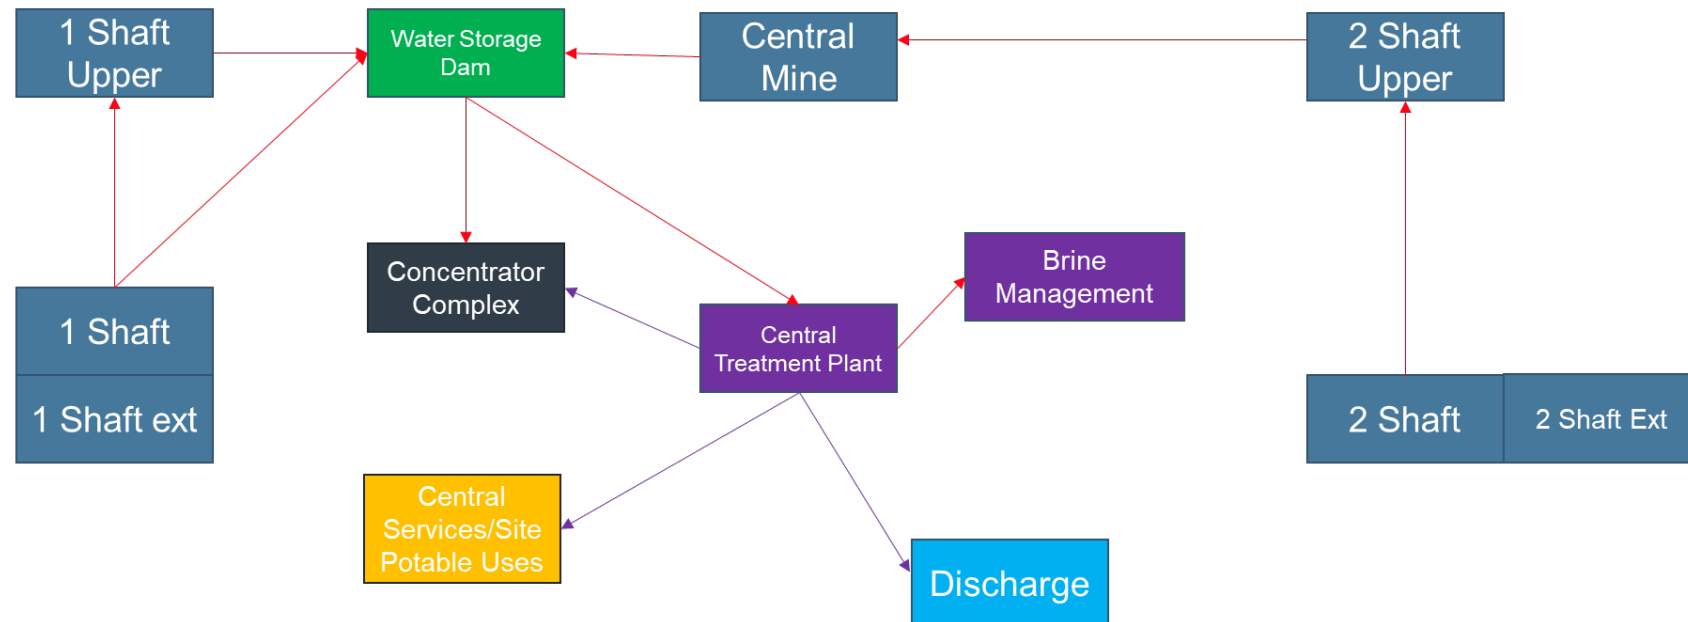 1 Shaft
Upper
Water Storage
Dam
Central
Mine
2 Shaft
Upper
Concentrator
Complex
Brine
Management
Central
Treatment Plant
1 Shaft
1 Shaft ext
2 Shaft
2 Shaft Ext
Central
Services/Site
Potable Uses
Discharge